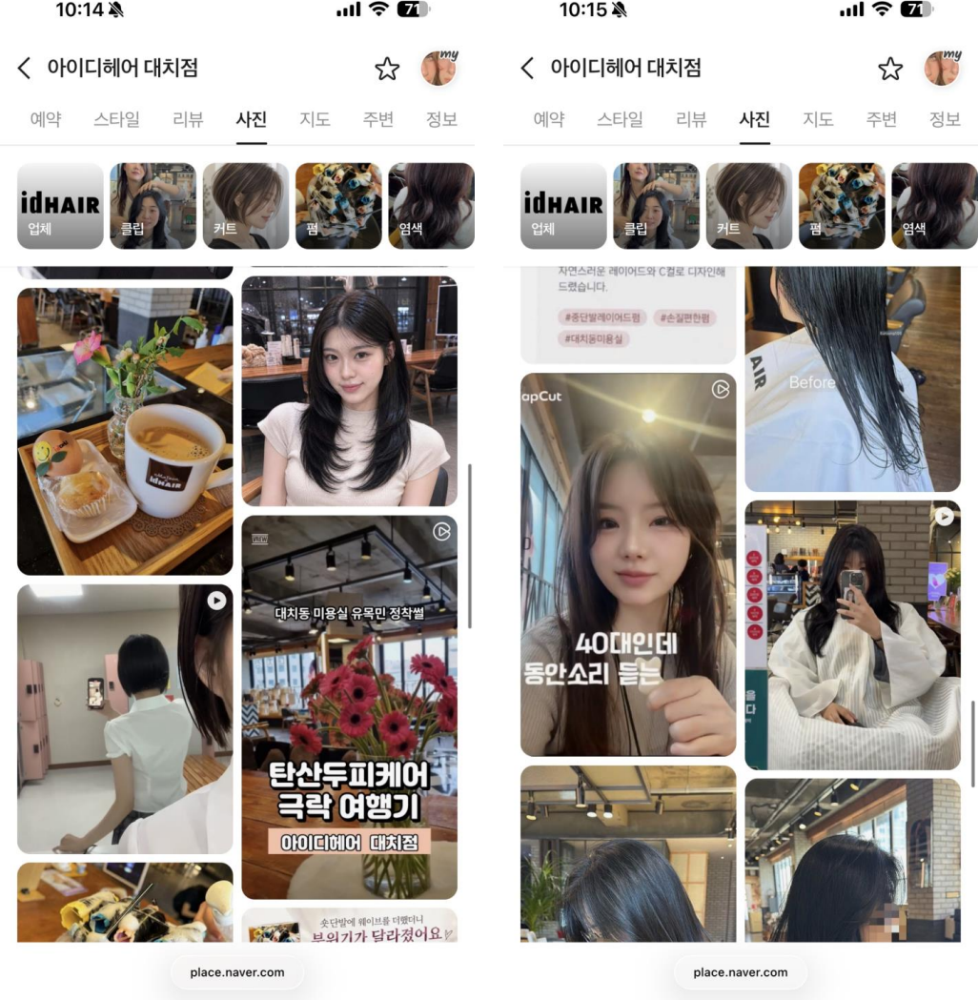 10:14
71
아이디헤어 대치점
my
예약
스타일
리뷰
사진
지도
주변
정보
idHAIR
업체
클립
커트
펌
염색
idHAIR
VIEW
대치동 미용실 유목민 정착썰
탄산두피케어
극락 여행기
아이디헤어 대치점
숏단발에 웨이브를 더했더니
분위기가 달라졌어요
place.naver.com
10:15
71
아이디헤어 대치점
my
예약
스타일
리뷰
사진
지도
주변
정보
idHAIR
업체
클립
커트
펌
염색
자연스러운 레이어드와 C컬로 디자인해
드렸습니다.
#중단발레이어드펌 #손질편한펌
#대치동미용실
apCut
40대인데
동안소리 듣는
AIR
Before
을
다
place.naver.com